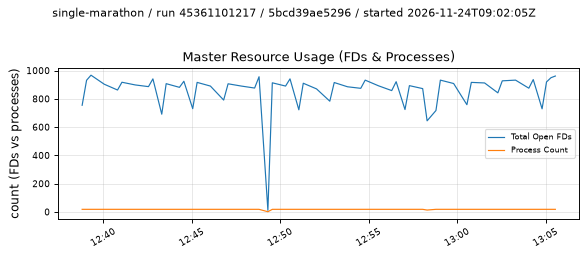 single-marathon / run 45361101217 / 5bcd39ae5296 / started 2026-11-24T09:02:05Z
Master Resource Usage (FDs & Processes)
count (FDs vs processes)
1000
800
600
400
200
0
Total Open FDs
Process Count
12:40
12:45
12:50
12:55
13:00
13:05